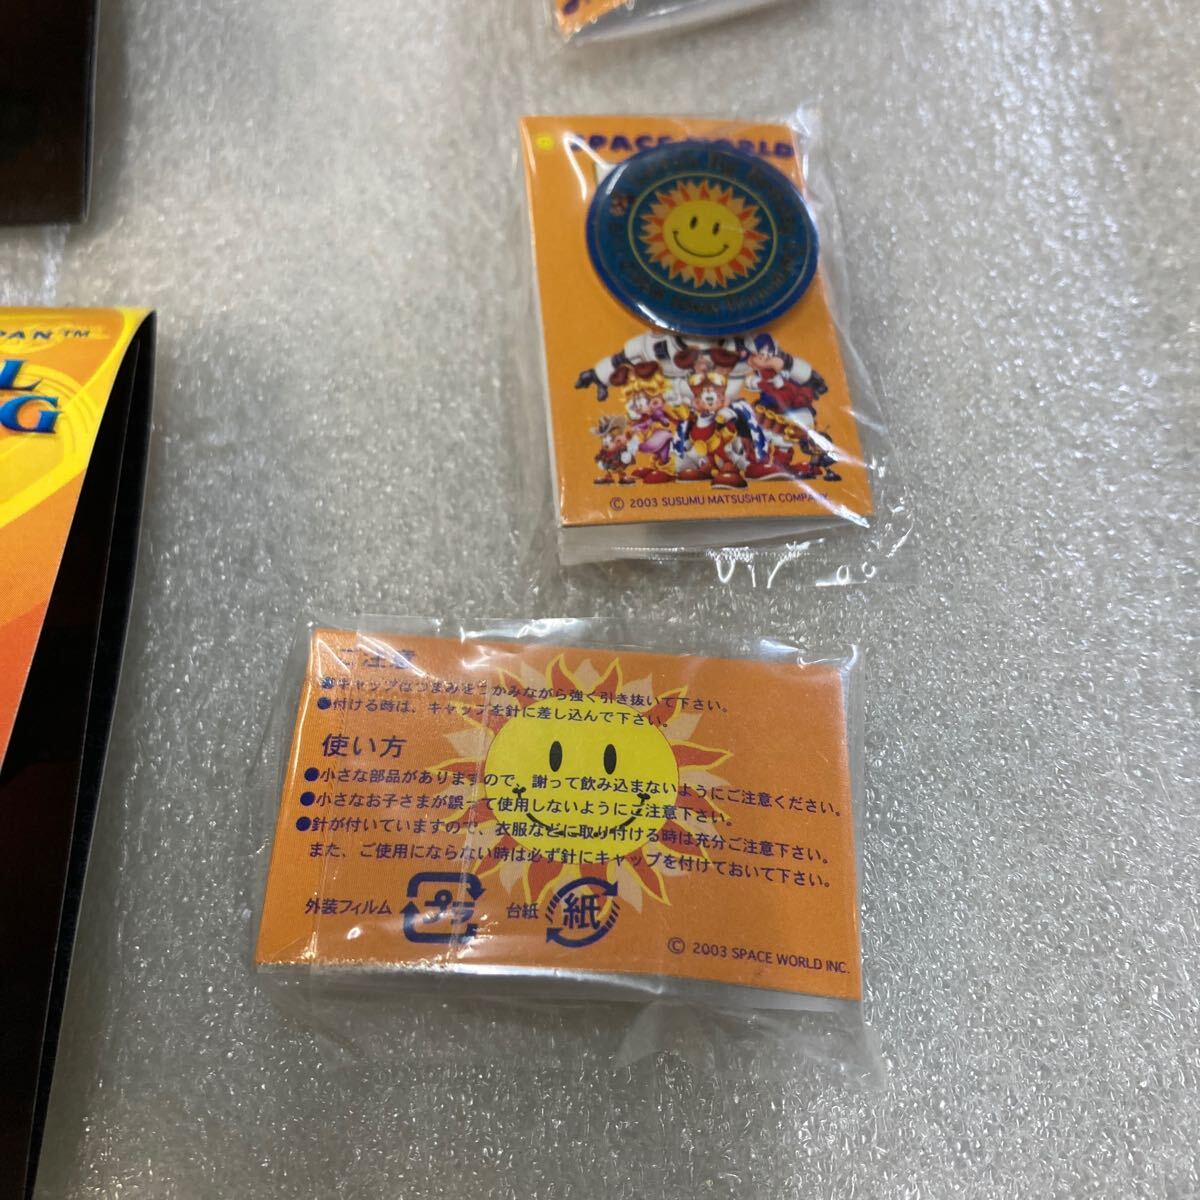 PAN™
L
G
SPACE WORLD
© 2003 SUSUMU MATSUSHITA COMPANY
ご注意
●キャップはつまみをつかみながら強く引き抜いて下さい。
●付ける時は、キャップを針に差し込んで下さい。
使い方
●小さな部品がありますので、謝って飲み込まないようにご注意ください。
●小さなお子さまが誤って使用しないようにご注意下さい。
●針が付いていますので、衣服などに取り付ける時は充分ご注意下さい。
また、ご使用にならない時は必ず針にキャップを付けておいて下さい。
外装フィルム プラ 台紙 紙
© 2003 SPACE WORLD INC.